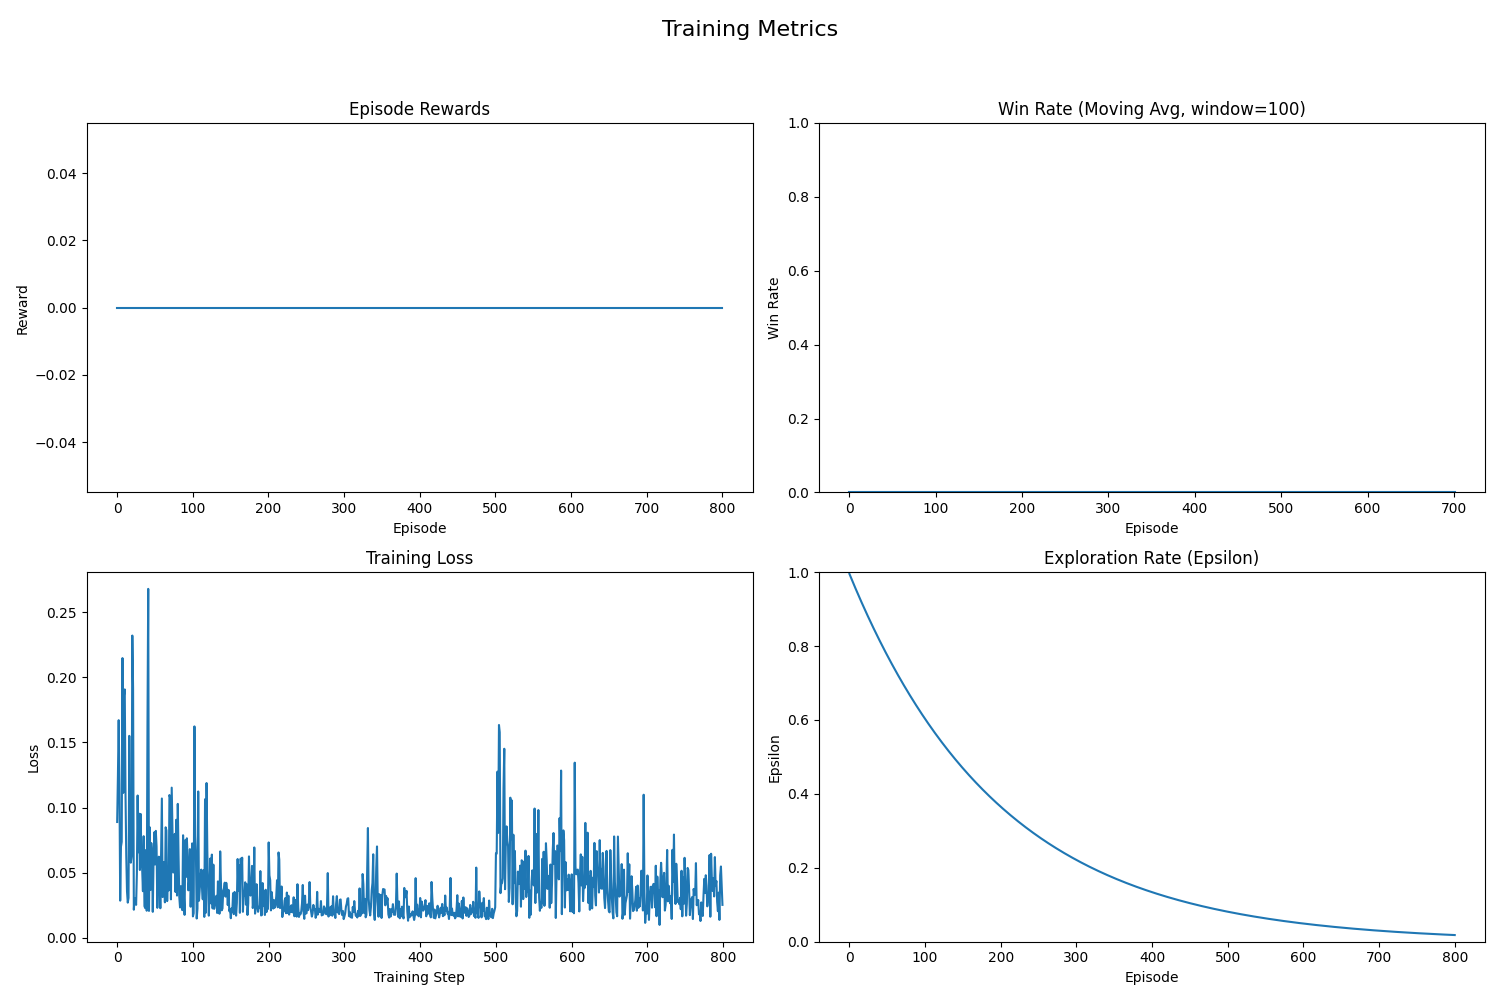 Training Metrics
Episode Rewards
0.04
0.02
0.00
−0.02
−0.04
Reward
0 100 200 300 400 500 600 700 800
Episode
Win Rate (Moving Avg, window=100)
1.0
0.8
0.6
0.4
0.2
0.0
Win Rate
0 100 200 300 400 500 600 700
Episode
Training Loss
0.25
0.20
0.15
0.10
0.05
0.00
Loss
0 100 200 300 400 500 600 700 800
Training Step
Exploration Rate (Epsilon)
1.0
0.8
0.6
0.4
0.2
0.0
Epsilon
0 100 200 300 400 500 600 700 800
Episode